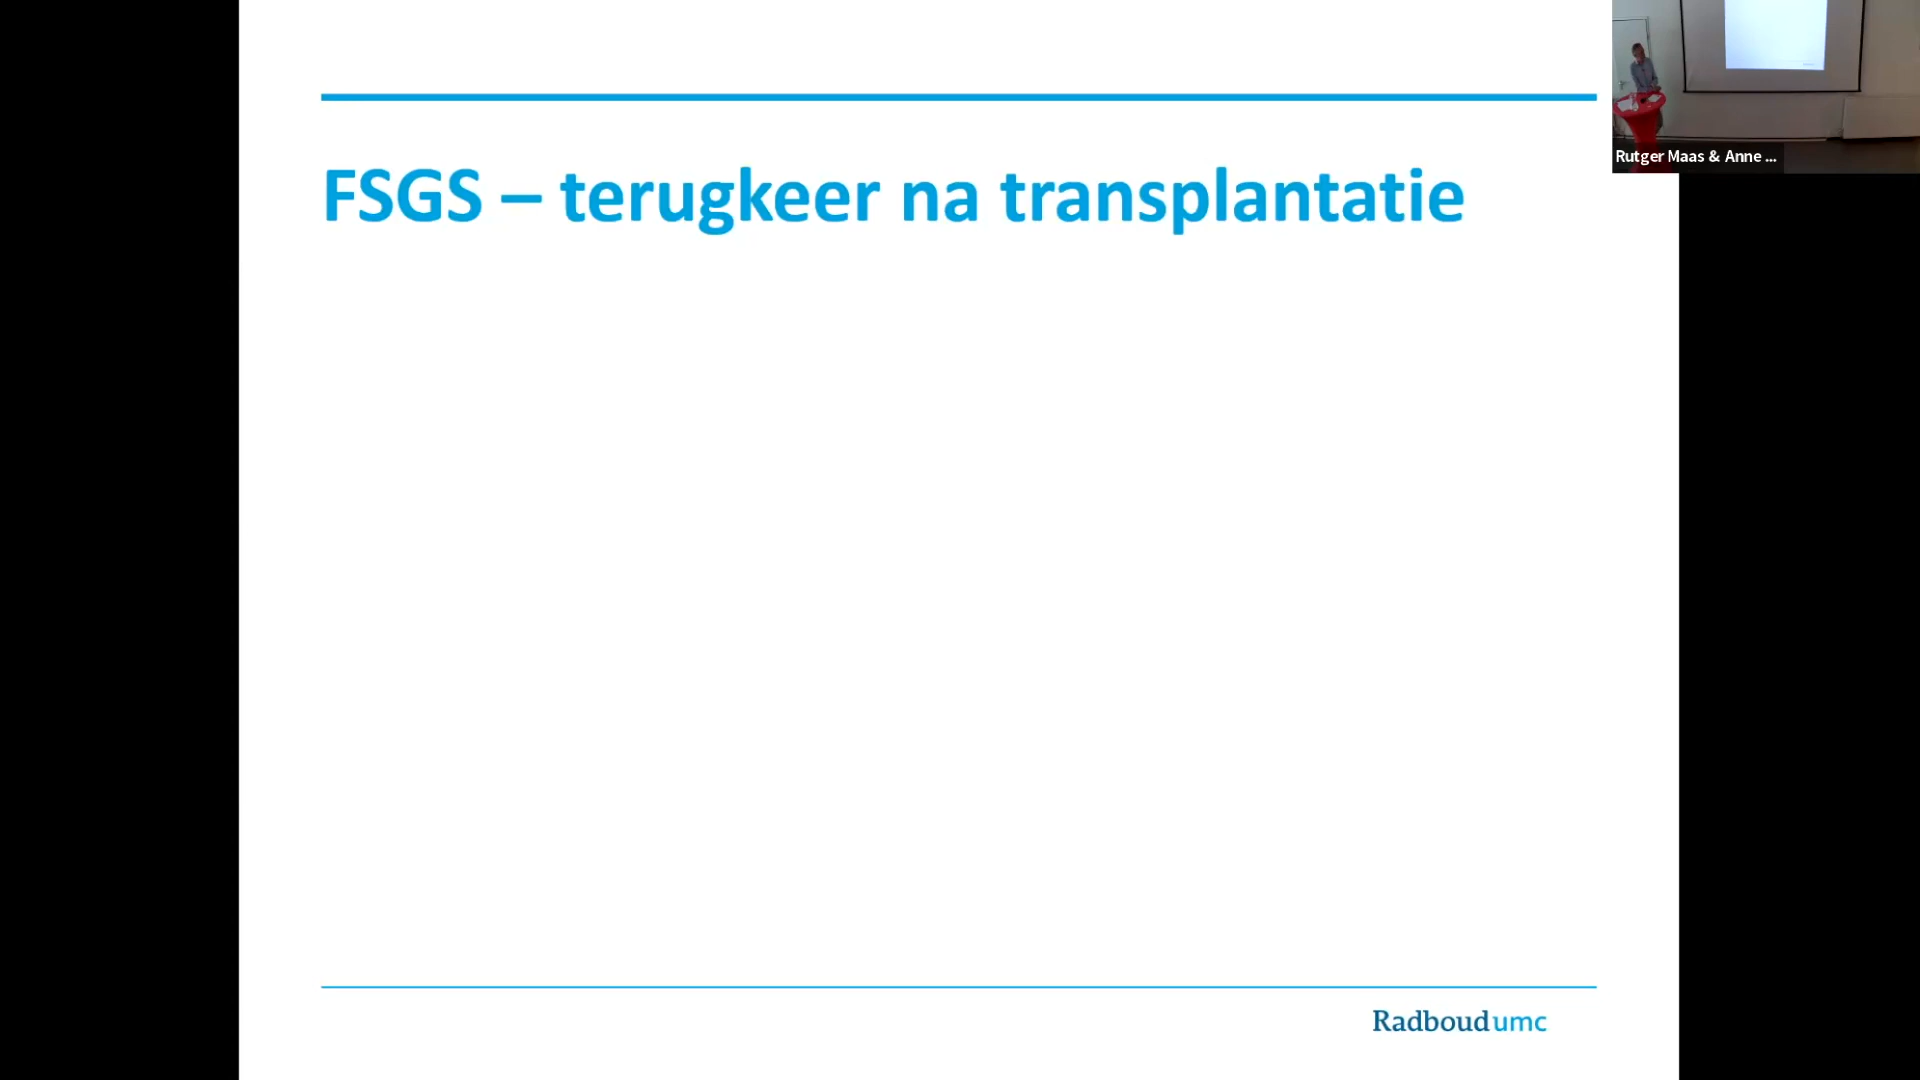 FSGS – terugkeer na transplantatie
Rutger Maas & Anne ...
Radboudumc